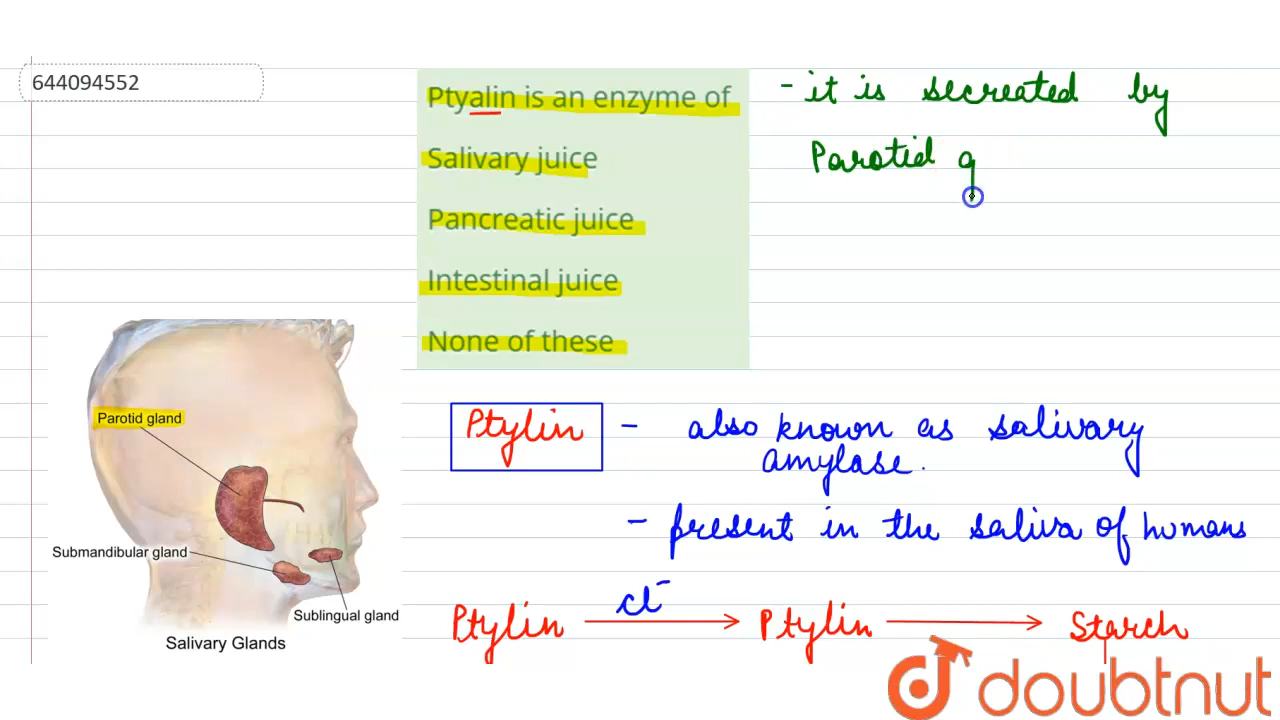 644094552
Ptyalin is an enzyme of
Salivary juice
Pancreatic juice
Intestinal juice
None of these
- it is secreated by
Parotid g
Parotid gland
Submandibular gland
Sublingual gland
Salivary Glands
Ptylin - also known as salivary
amylase.
- present in the saliva of humans
Cl-
Ptylin → Ptylin → Starch
doubtnut